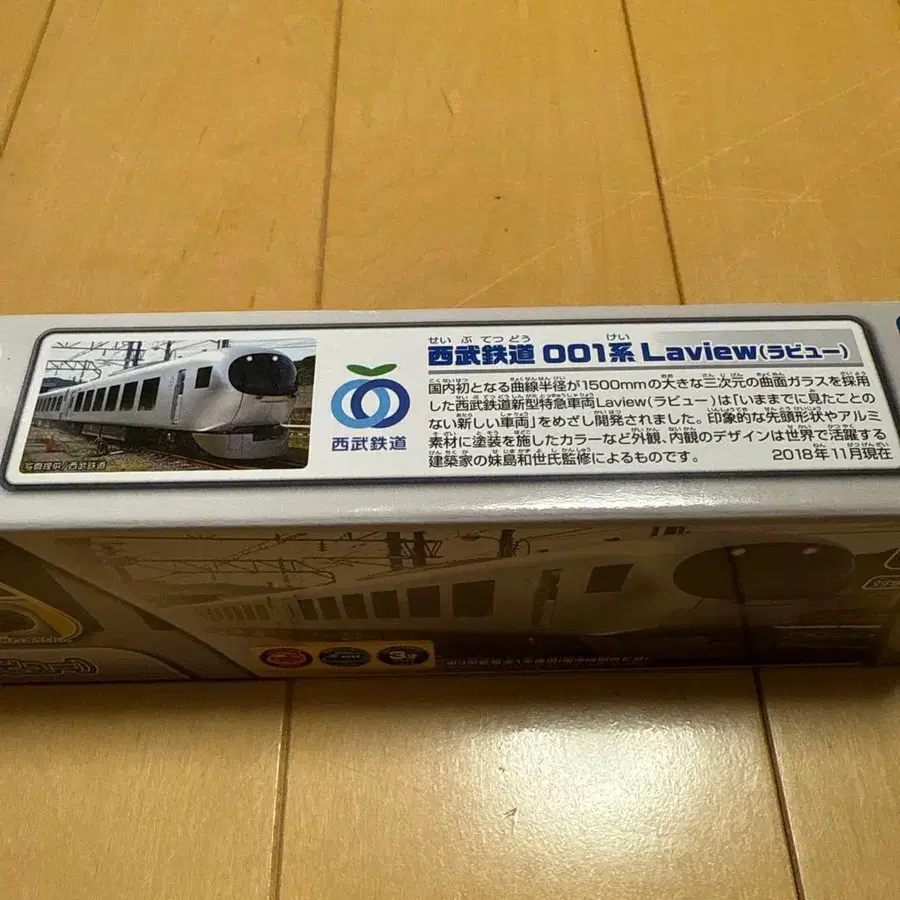 西武鉄道 001系 Laview(ラビュー)
国内初となる曲線半径が1500mmの大きな三次元の曲面ガラスを採用
した西武鉄道新型特急車両Laview(ラビュー)は「いままでに見たことの
ない新しい車両」をめざし開発されました。印象的な先頭形状やアルミ
素材に塗装を施したカラーなど外観、内観のデザインは世界で活躍する
建築家の妹島和世氏監修によるものです。
2018年11月現在
西武鉄道
写真提供/西武鉄道